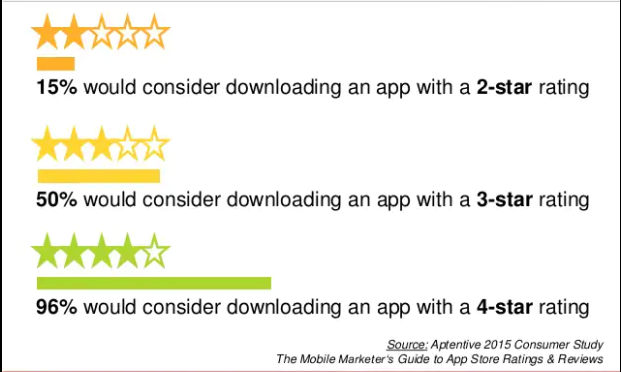 15% would consider downloading an app with a 2-star rating
50% would consider downloading an app with a 3-star rating
96% would consider downloading an app with a 4-star rating
Source: Aptentive 2015 Consumer Study
The Mobile Marketer's Guide to App Store Ratings & Reviews